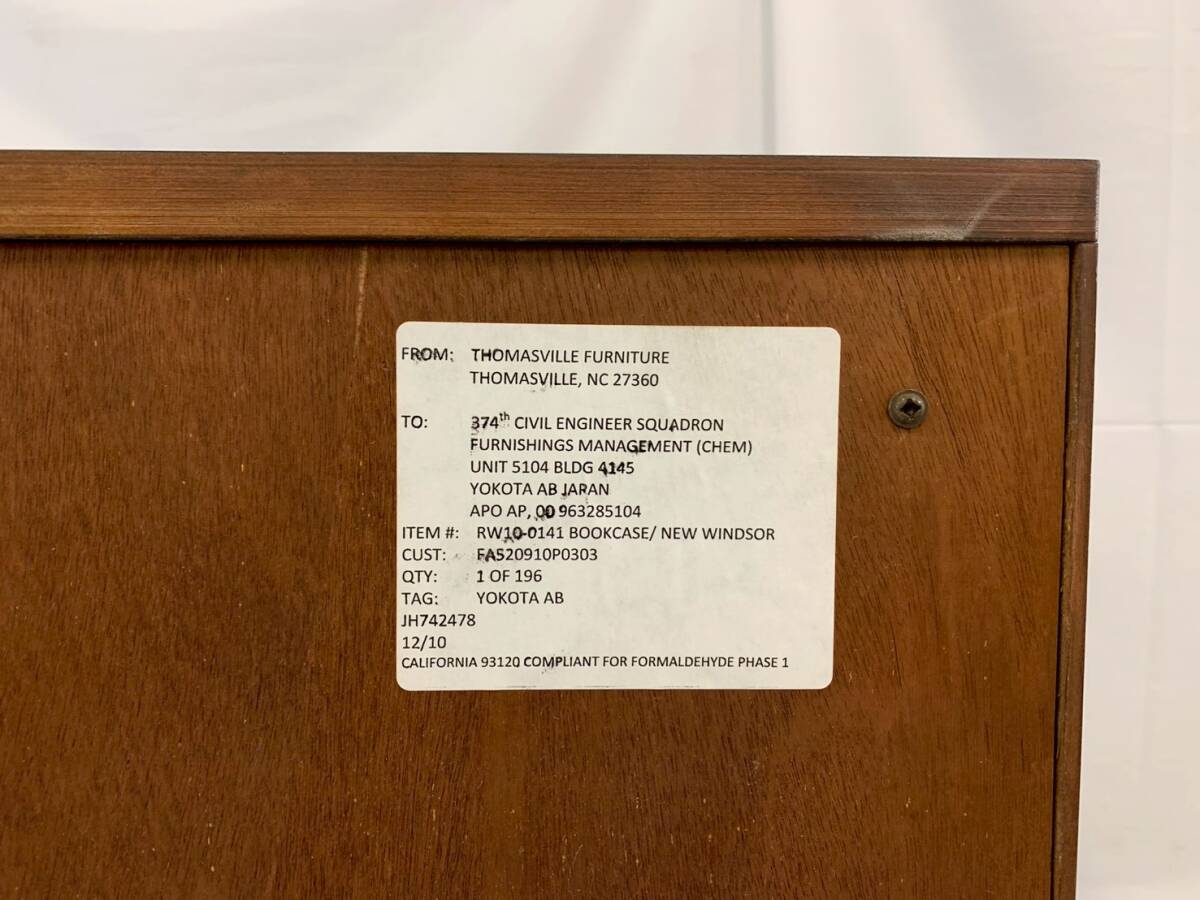 FROM: THOMASVILLE FURNITURE
THOMASVILLE, NC 27360
TO: 374th CIVIL ENGINEER SQUADRON
FURNISHINGS MANAGEMENT (CHEM)
UNIT 5104 BLDG 4145
YOKOTA AB JAPAN
APO AP, 00 963285104
ITEM #: RW10-0141 BOOKCASE/ NEW WINDSOR
CUST: FA520910P0303
QTY: 1 OF 196
TAG: YOKOTA AB
JH742478
12/10
CALIFORNIA 93120 COMPLIANT FOR FORMALDEHYDE PHASE 1